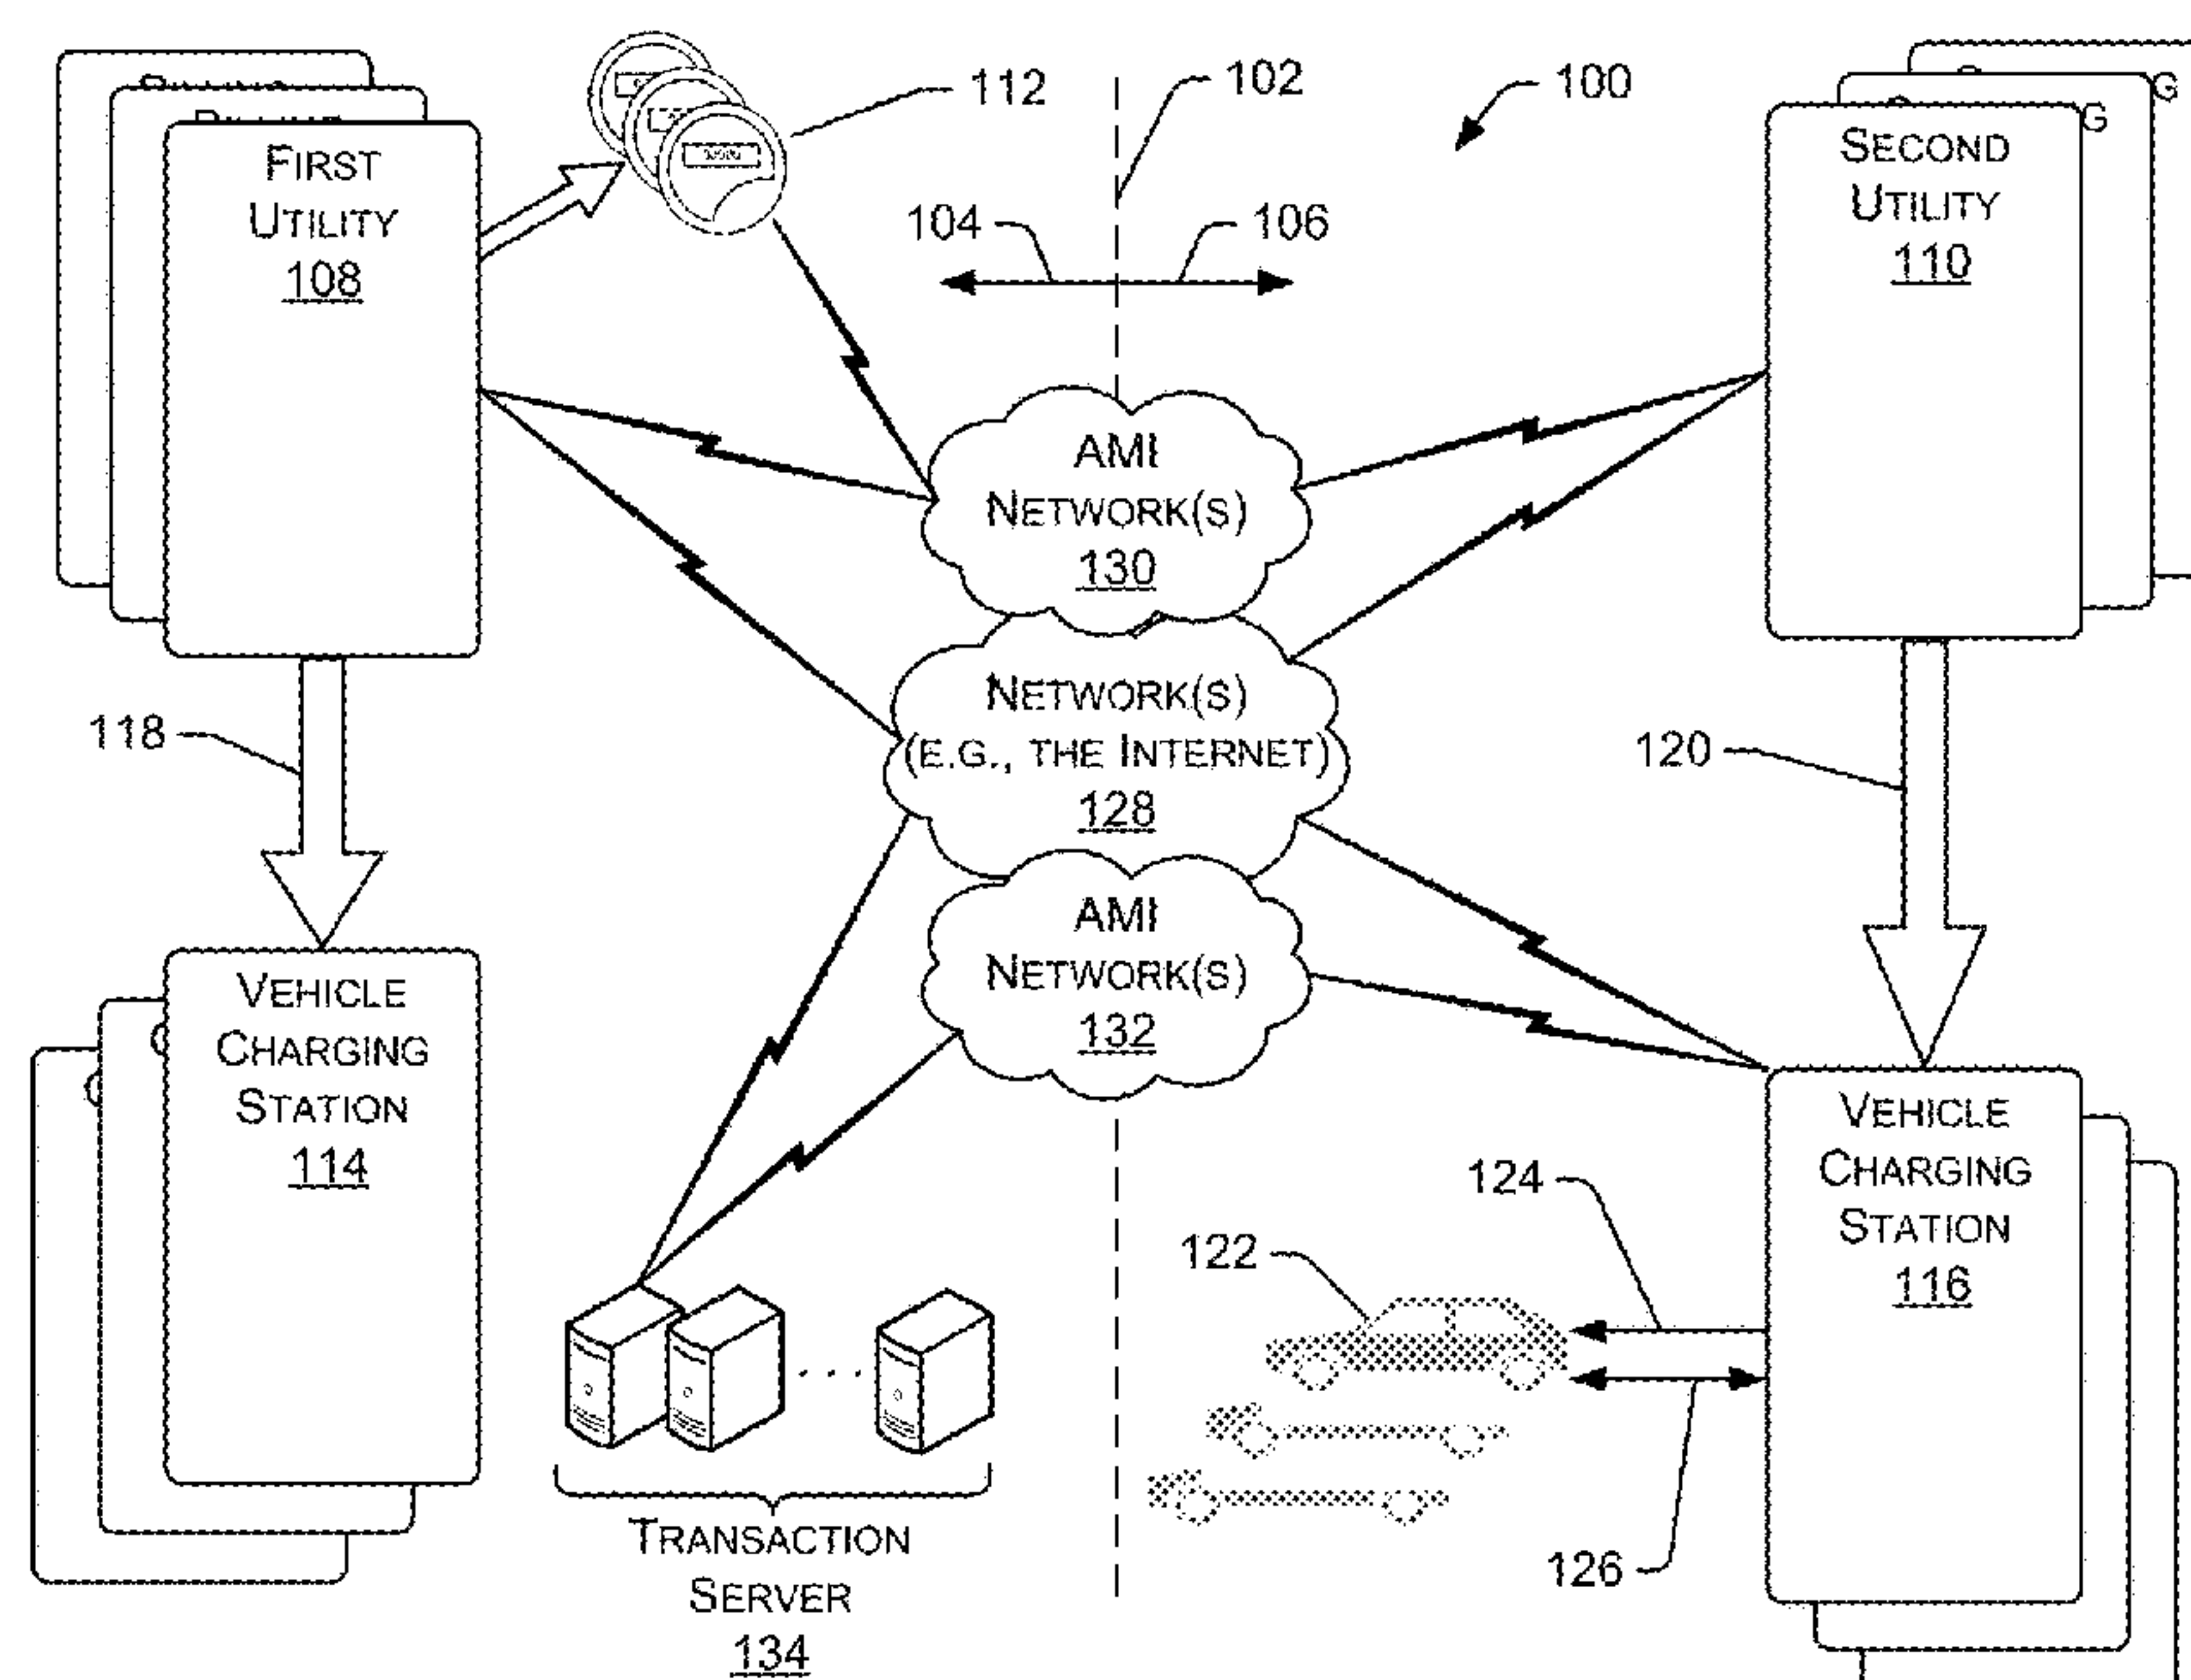 112
102
100
FIRST
UTILITY
108
SECOND
UTILITY
110
104
106
AMI
NETWORK(S)
130
NETWORK(S)
(E.G., THE INTERNET)
128
118
120
AMI
NETWORK(S)
132
VEHICLE
CHARGING
STATION
114
VEHICLE
CHARGING
STATION
116
124
122
126
TRANSACTION
SERVER
134